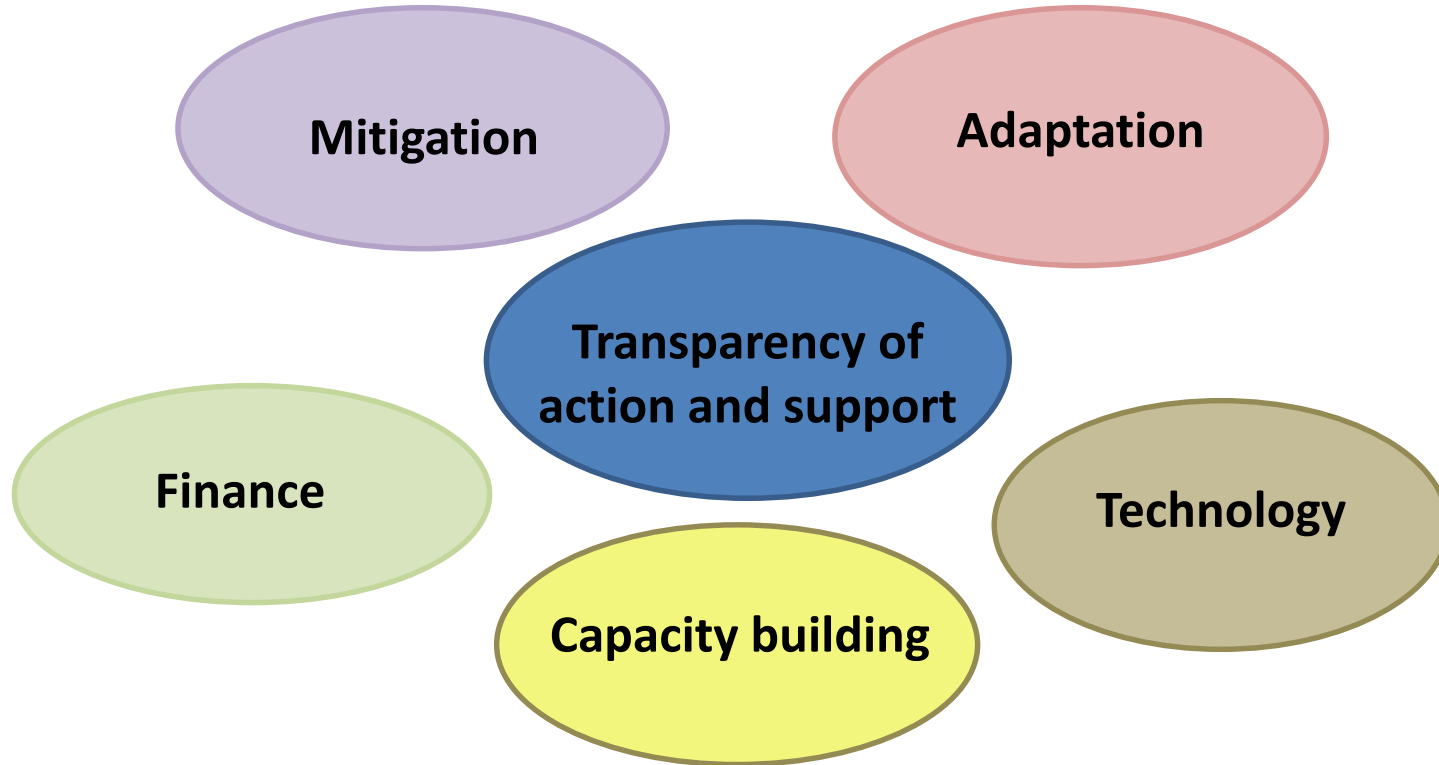 Mitigation
Adaptation
Transparency of
action and support
Finance
Technology
Capacity building